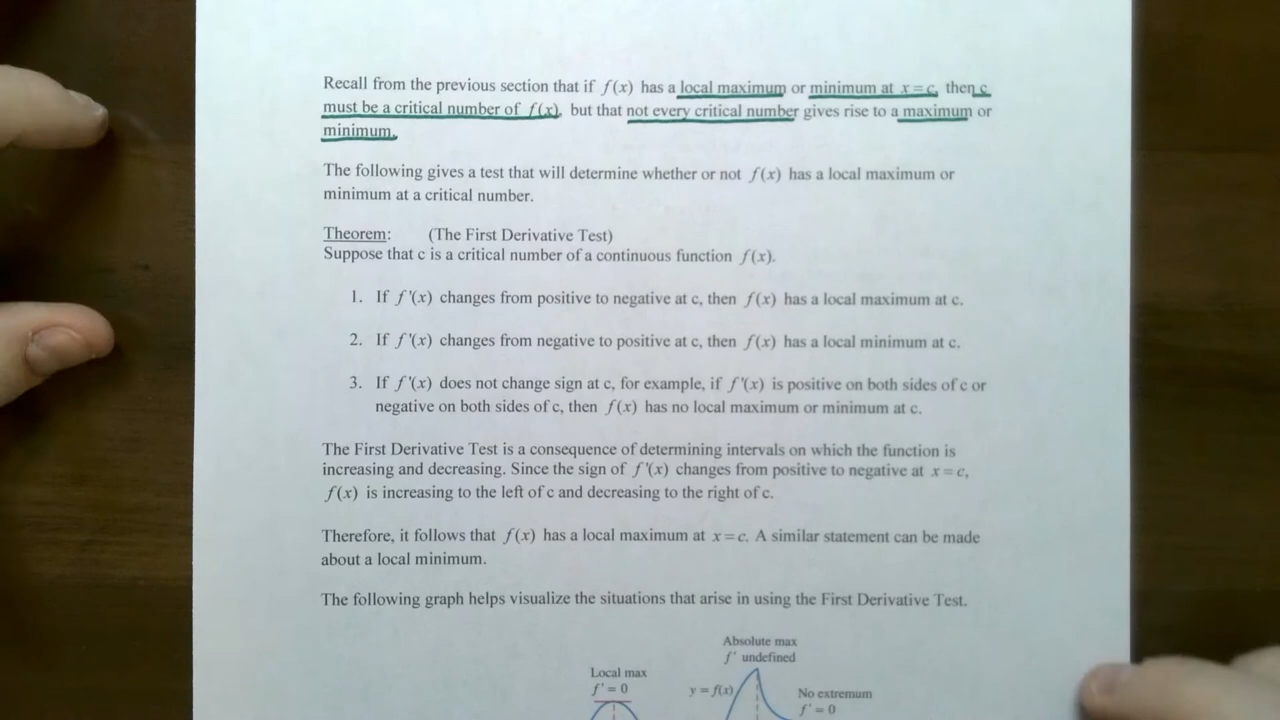 Recall from the previous section that if f(x) has a local maximum or minimum at x = c, then c
must be a critical number of f(x), but that not every critical number gives rise to a maximum or
minimum.
The following gives a test that will determine whether or not f(x) has a local maximum or
minimum at a critical number.
Theorem: (The First Derivative Test)
Suppose that c is a critical number of a continuous function f(x).
1. If f'(x) changes from positive to negative at c, then f(x) has a local maximum at c.
2. If f'(x) changes from negative to positive at c, then f(x) has a local minimum at c.
3. If f'(x) does not change sign at c, for example, if f'(x) is positive on both sides of c or
negative on both sides of c, then f(x) has no local maximum or minimum at c.
The First Derivative Test is a consequence of determining intervals on which the function is
increasing and decreasing. Since the sign of f'(x) changes from positive to negative at x = c,
f(x) is increasing to the left of c and decreasing to the right of c.
Therefore, it follows that f(x) has a local maximum at x = c. A similar statement can be made
about a local minimum.
The following graph helps visualize the situations that arise in using the First Derivative Test.
Absolute max
f' undefined
Local max
f' = 0
y = f(x)
No extremum
f' = 0